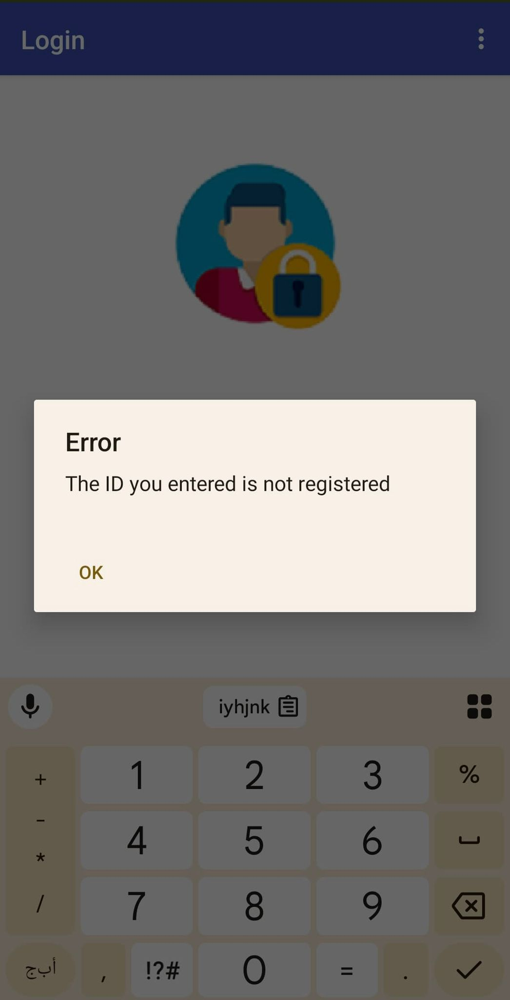 Login
Error
The ID you entered is not registered
OK
iyhjnk
+ 1 2 3 %
-
4 5 6
*
/ 7 8 9
أب‌ج , !?# 0 = .